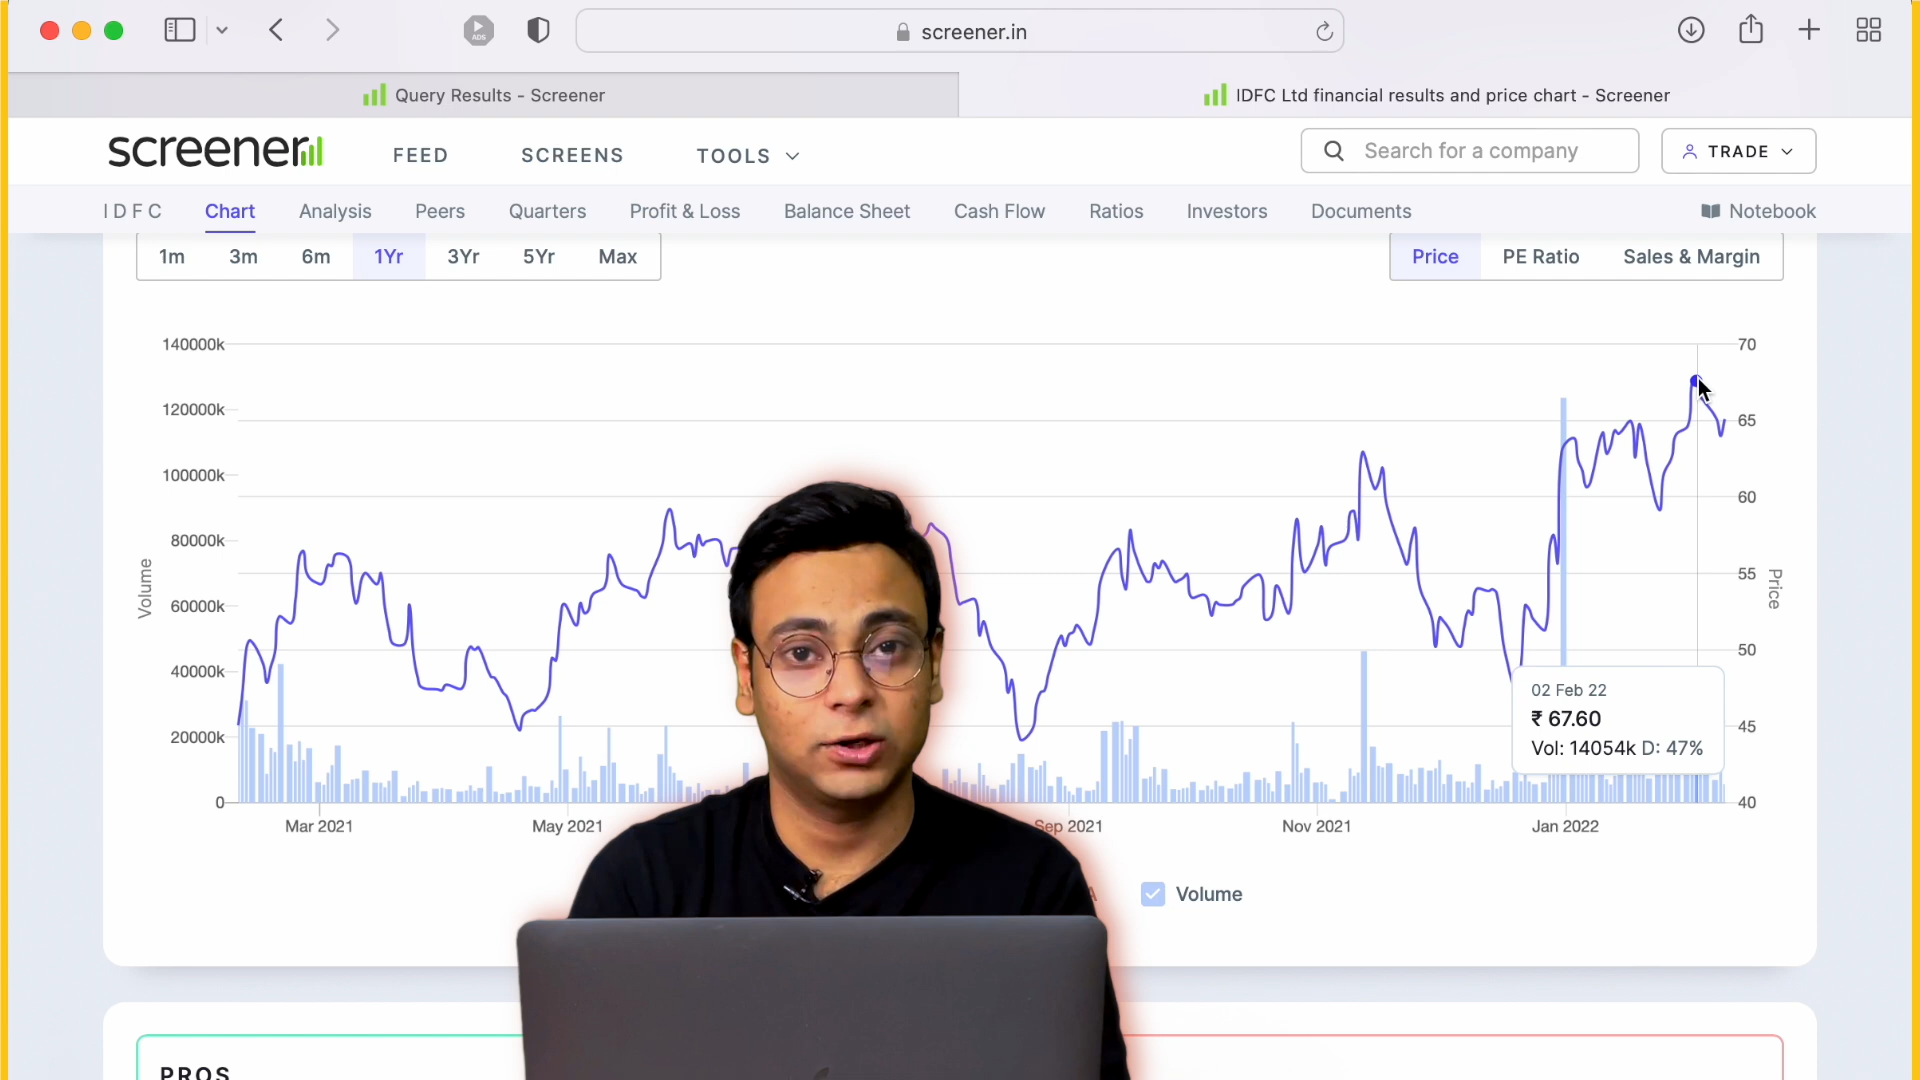 ADS
screener.in
Query Results - Screener
IDFC Ltd financial results and price chart - Screener
screener
FEED
SCREENS
TOOLS
Search for a company
TRADE
I D F C
Chart
Analysis
Peers
Quarters
Profit & Loss
Balance Sheet
Cash Flow
Ratios
Investors
Documents
Notebook
1m
3m
6m
1Yr
3Yr
5Yr
Max
Price
PE Ratio
Sales & Margin
140000k
120000k
100000k
80000k
60000k
40000k
20000k
0
Volume
70
65
60
55
50
45
40
Price
02 Feb 22
₹ 67.60
Vol: 14054k D: 47%
Mar 2021
May 2021
Sep 2021
Nov 2021
Jan 2022
Volume
PROS